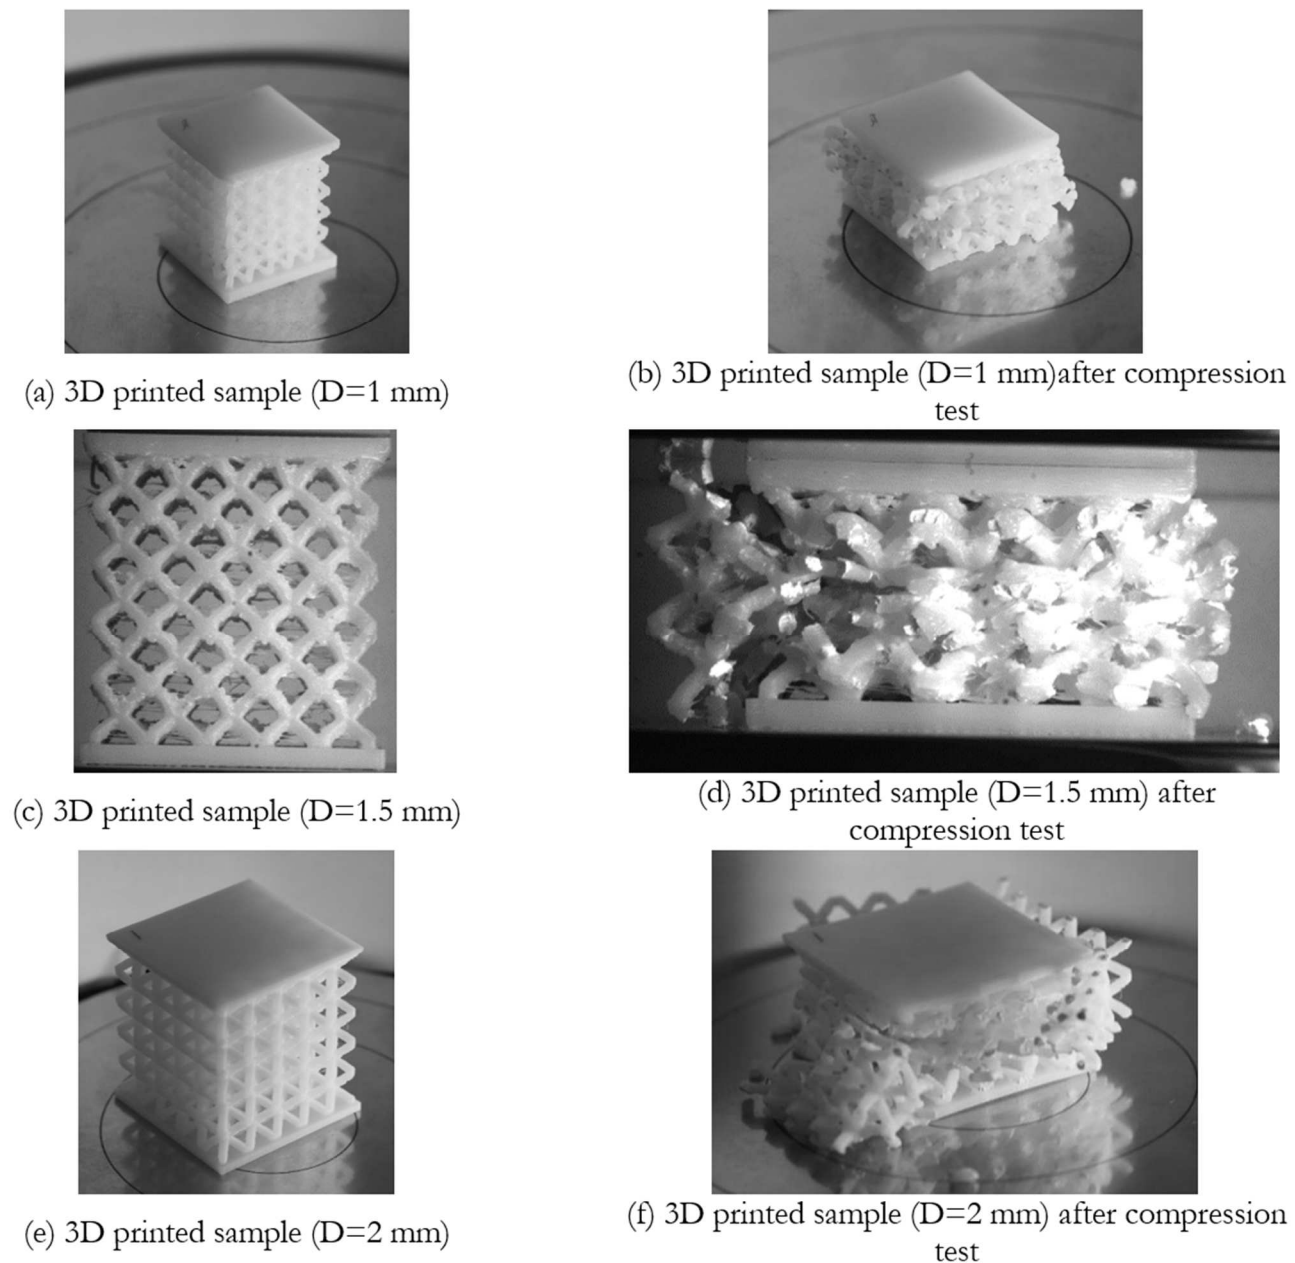 (a) 3D printed sample (D=1 mm)
(b) 3D printed sample (D=1 mm)after compression
test
(c) 3D printed sample (D=1.5 mm)
(d) 3D printed sample (D=1.5 mm) after
compression test
(e) 3D printed sample (D=2 mm)
(f) 3D printed sample (D=2 mm) after compression
test